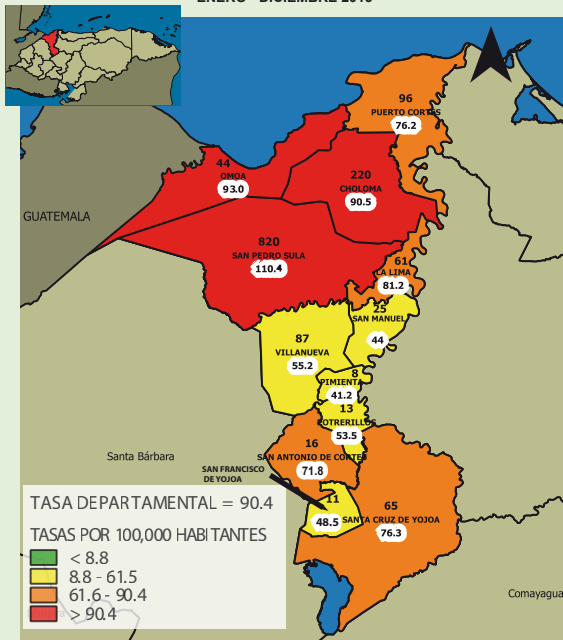 ENERO - DICIEMBRE
96
PUERTO CORTES
76.2
44
OMOA
93.0
220
CHOLOMA
90.5
GUATEMALA
820
SAN PEDRO SULA
110.4
61
LA LIMA
81.2
25
SAN MANUEL
44
87
VILLANUEVA
55.2
8
PIMIENTA
41.2
13
POTRERILLOS
53.5
16
SAN ANTONIO DE CORTES
71.8
Santa Bárbara
SAN FRANCISCO
DE YOJOA
11
48.5
65
SANTA CRUZ DE YOJOA
76.3
TASA DEPARTAMENTAL = 90.4
TASAS POR 100,000 HABITANTES
< 8.8
8.8 - 61.5
61.6 - 90.4
> 90.4
Comayagua